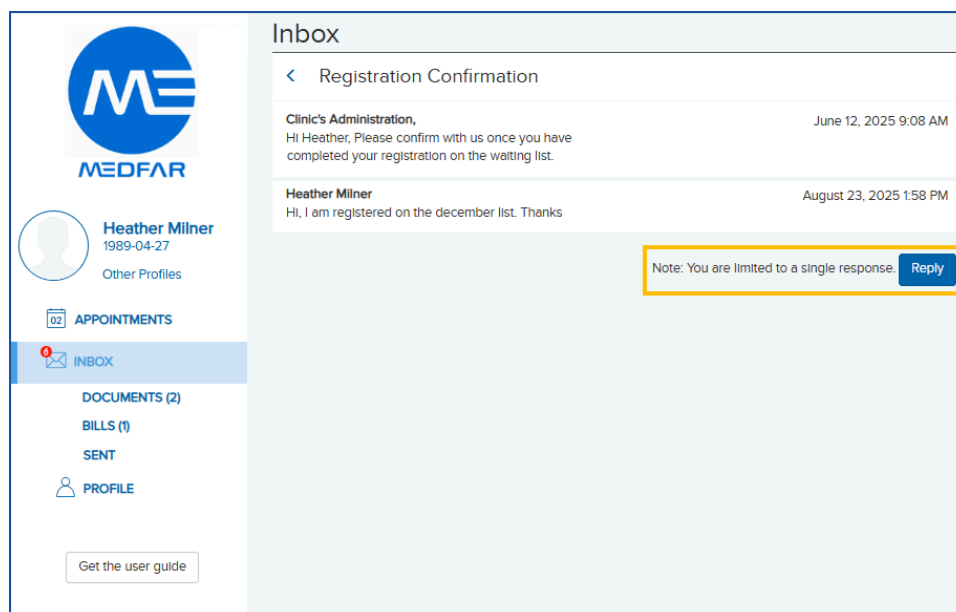 Inbox
< Registration Confirmation
Clinic's Administration,
June 12, 2025 9:08 AM
Hi Heather, Please confirm with us once you have
completed your registration on the waiting list.
Heather Milner
August 23, 2025 1:58 PM
Hi, I am registered on the december list. Thanks
Note: You are limited to a single response. Reply
ME
MEDFAR
Heather Milner
1989-04-27
Other Profiles
02 APPOINTMENTS
6 INBOX
DOCUMENTS (2)
BILLS (1)
SENT
PROFILE
Get the user guide